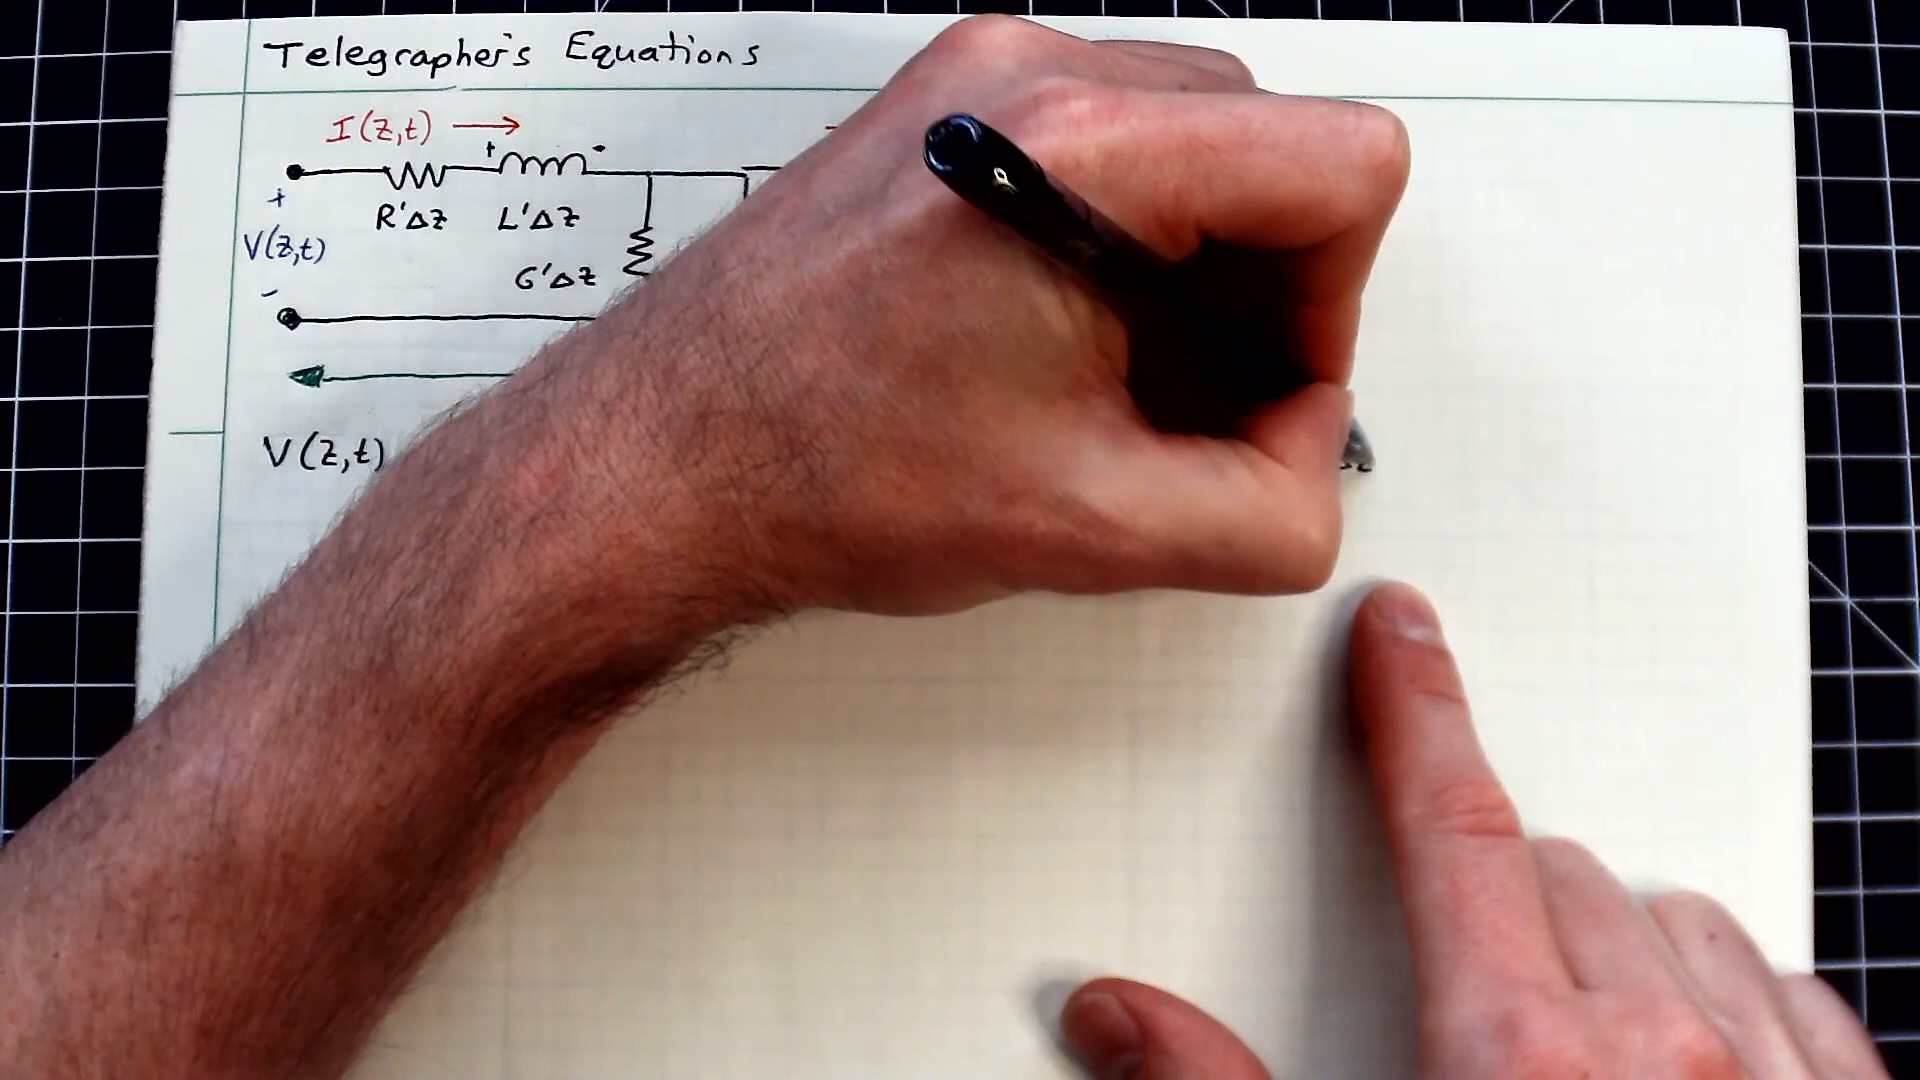 Telegrapher's Equations
I(z,t) →
+ -
+
R'Δz L'Δz
V(z,t)
G'Δz
-
V(z,t)